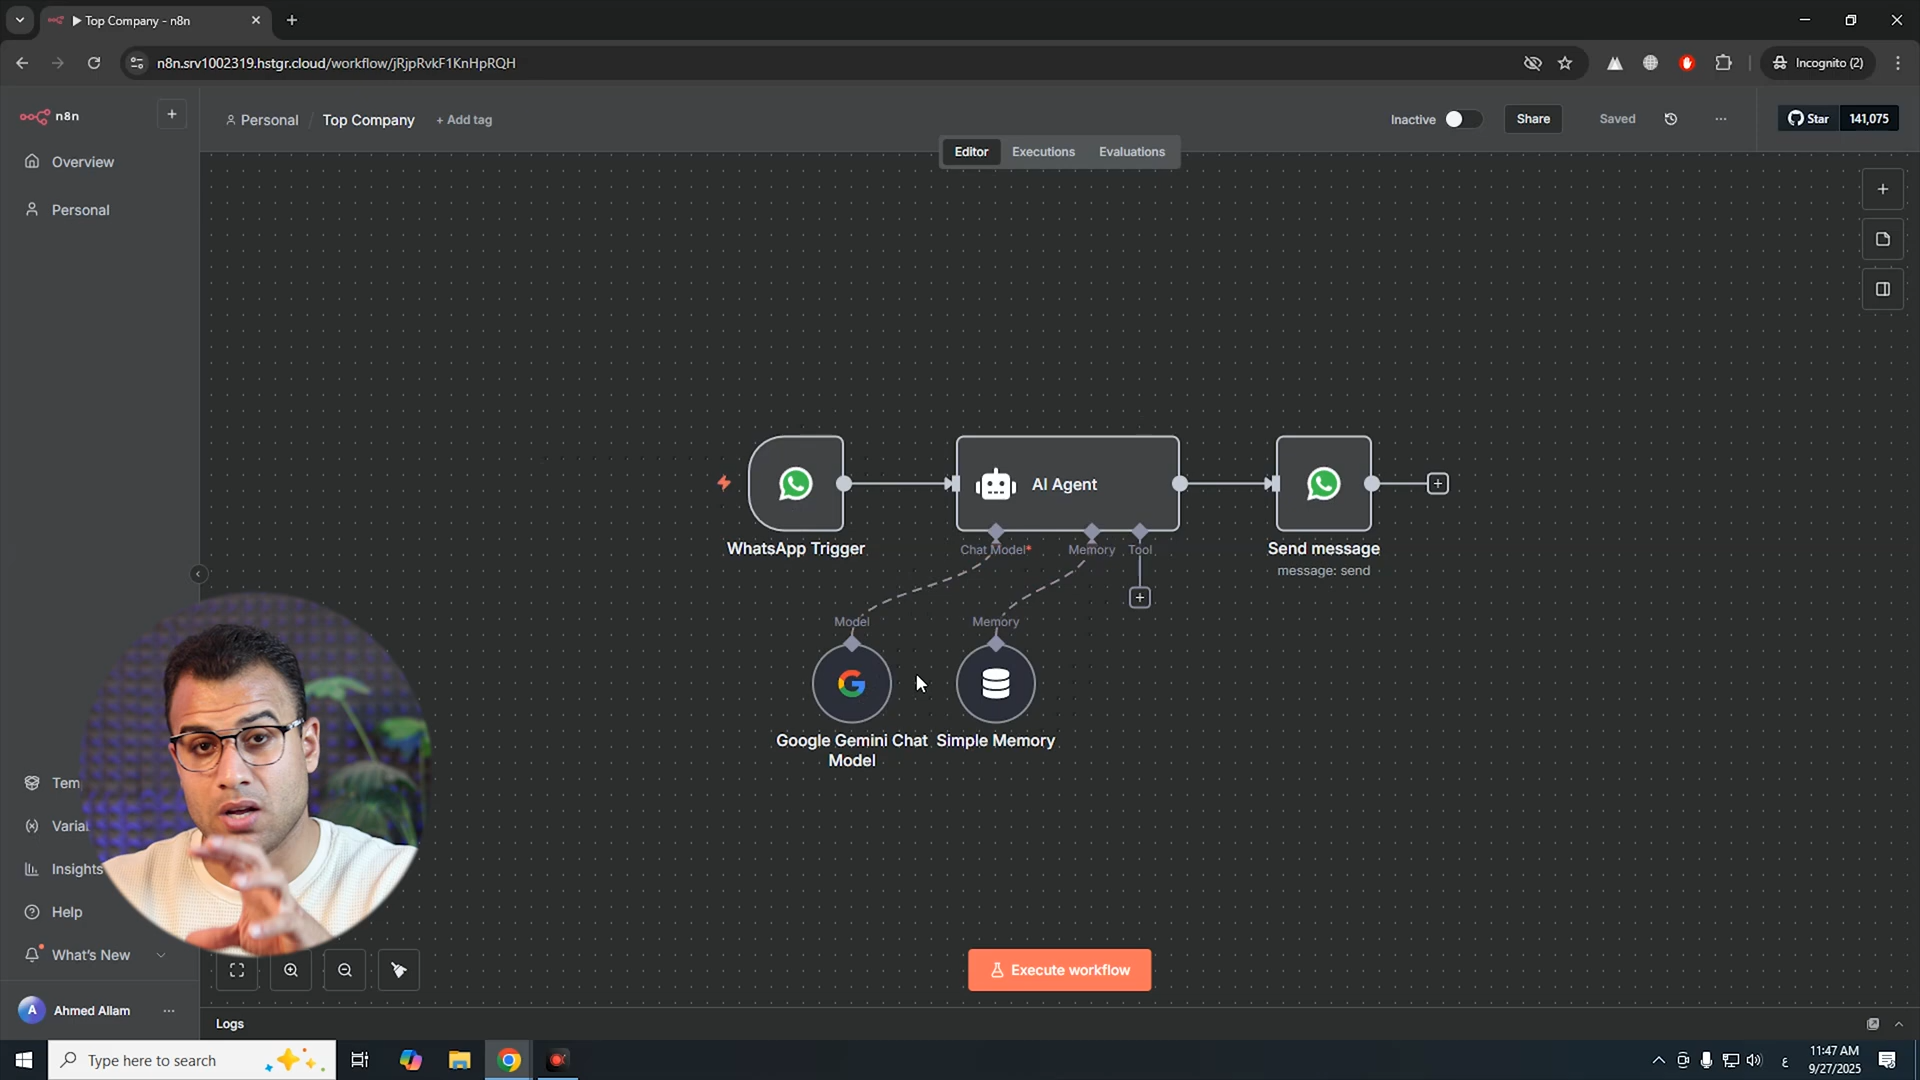 Top Company - n8n
n8n.srv1002319.hstgr.cloud/workflow/jRjpRvkF1KnHpRQH
Incognito (2)
n8n
Personal / Top Company + Add tag
Inactive
Share
Saved
Star 141,075
Editor Executions Evaluations
Overview
Personal
AI Agent
WhatsApp Trigger
Chat Model* Memory Tool
Send message
message: send
Model Memory
Google Gemini Chat Model
Simple Memory
Insights
Help
What's New
A Ahmed Allam
Execute workflow
Logs
Type here to search
ع
11:47 AM
9/27/2025